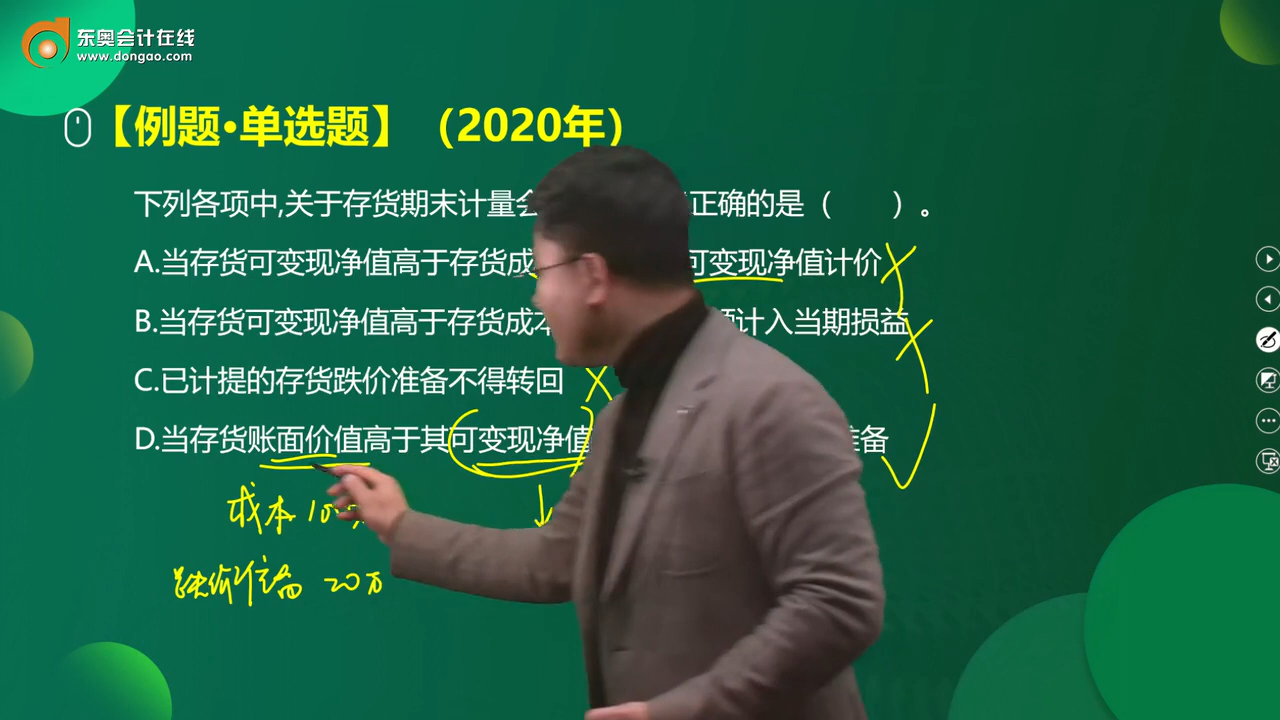 东奥会计在线
www.dongao.com
【例题·单选题】（2020年）
下列各项中,关于存货期末计量会 正确的是（ ）。
A.当存货可变现净值高于存货成 可变现净值计价
B.当存货可变现净值高于存货成本 计入当期损益
C.已计提的存货跌价准备不得转回
D.当存货账面价值高于其可变现净值 准备
成本 10
跌价准备 20万